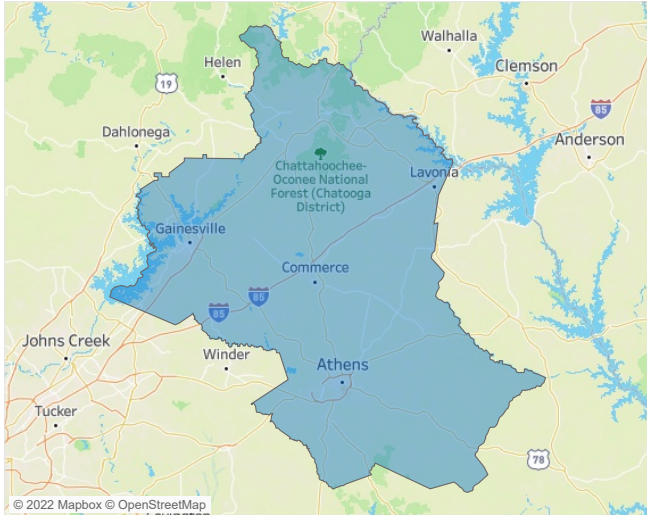 Walhalla
Helen
Clemson
19
85
Dahlonega
Anderson
Chattahoochee-
Oconee National
Forest (Chatooga
District)
Lavonia
Gainesville
Commerce
85
85
Johns Creek
Winder
Athens
Tucker
78
© 2022 Mapbox © OpenStreetMap